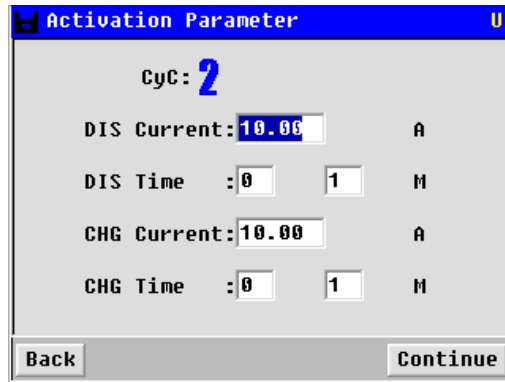 Activation Parameter U
CyC: 2
DIS Current: 10.00 A
DIS Time : 0 1 M
CHG Current: 10.00 A
CHG Time : 0 1 M
Back Continue